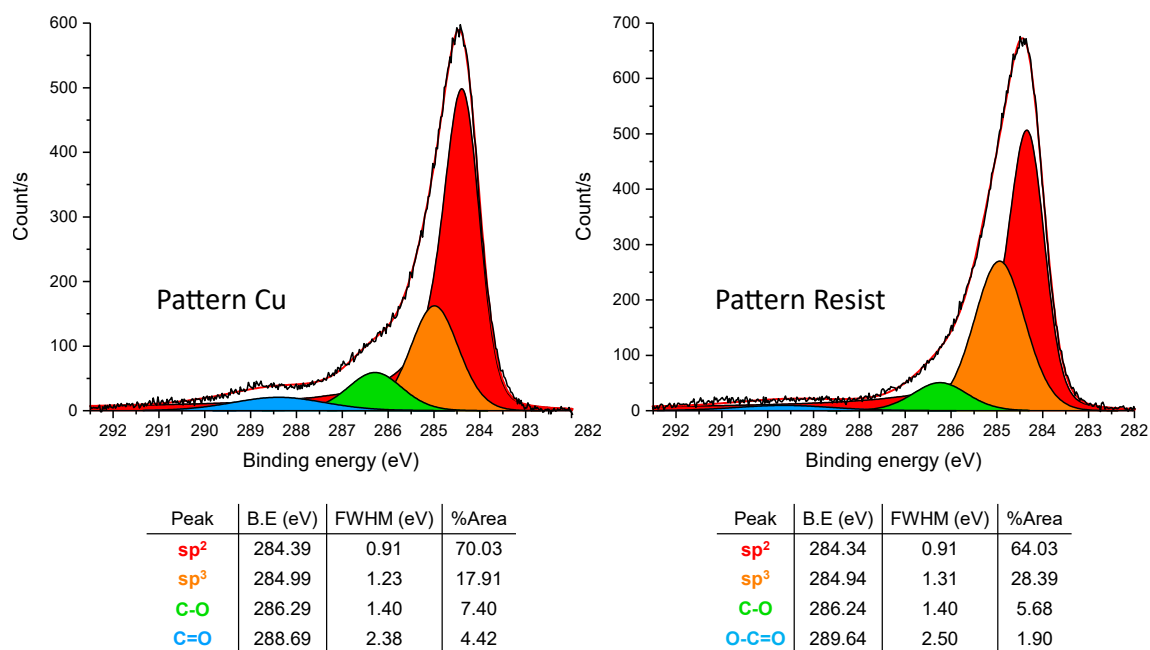 600
500
400
300
200
100
0
Count/s
Pattern Cu
292 291 290 289 288 287 286 285 284 283 282
Binding energy (eV)
700
600
500
400
300
200
100
0
Count/s
Pattern Resist
292 291 290 289 288 287 286 285 284 283 282
Binding energy (eV)
Peak B.E (eV) FWHM (eV) %Area
sp² 284.39 0.91 70.03
sp³ 284.99 1.23 17.91
C-O 286.29 1.40 7.40
C=O 288.69 2.38 4.42
Peak B.E (eV) FWHM (eV) %Area
sp² 284.34 0.91 64.03
sp³ 284.94 1.31 28.39
C-O 286.24 1.40 5.68
O-C=O 289.64 2.50 1.90